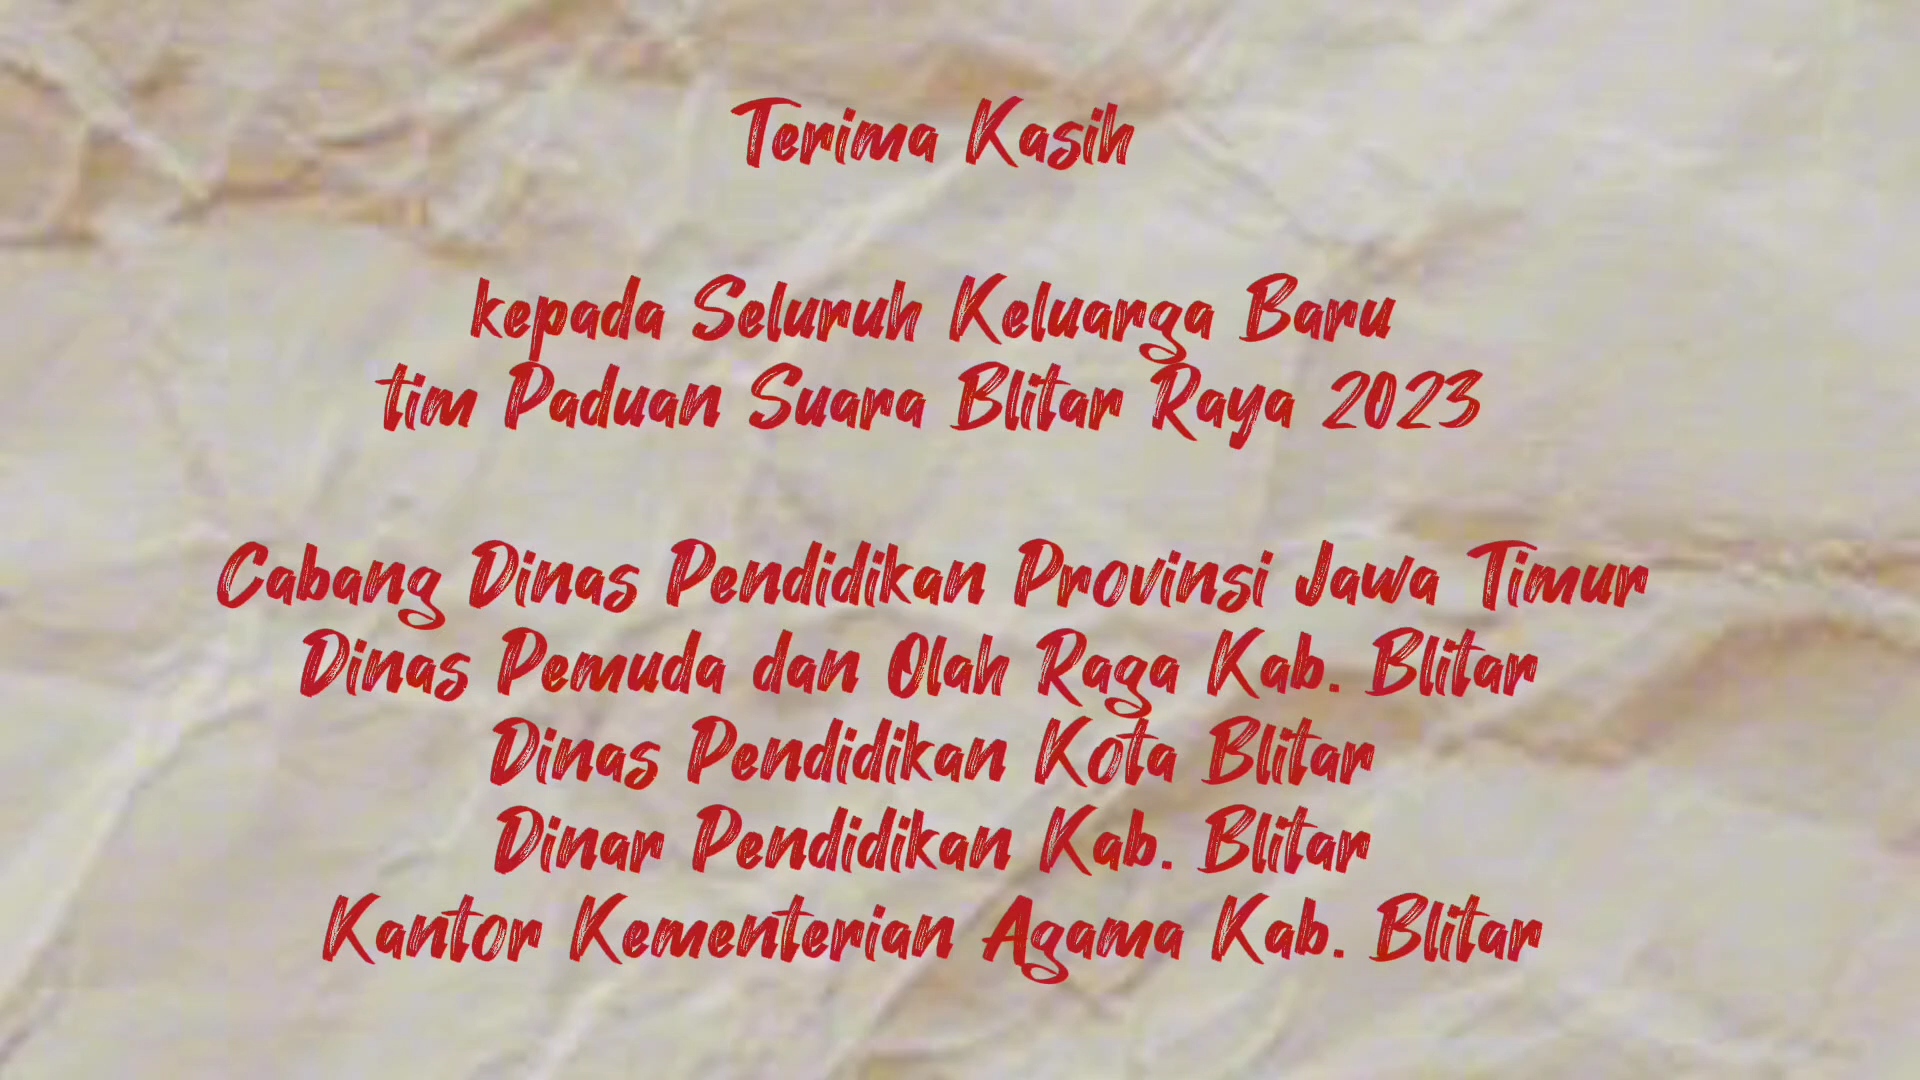 Terima Kasih
kepada Seluruh Keluarga Baru
tim Paduan Suara Blitar Raya 2023
Cabang Dinas Pendidikan Provinsi Jawa Timur
Dinas Pemuda dan Olah Raga Kab. Blitar
Dinas Pendidikan Kota Blitar
Dinar Pendidikan Kab. Blitar
Kantor Kementerian Agama Kab. Blitar